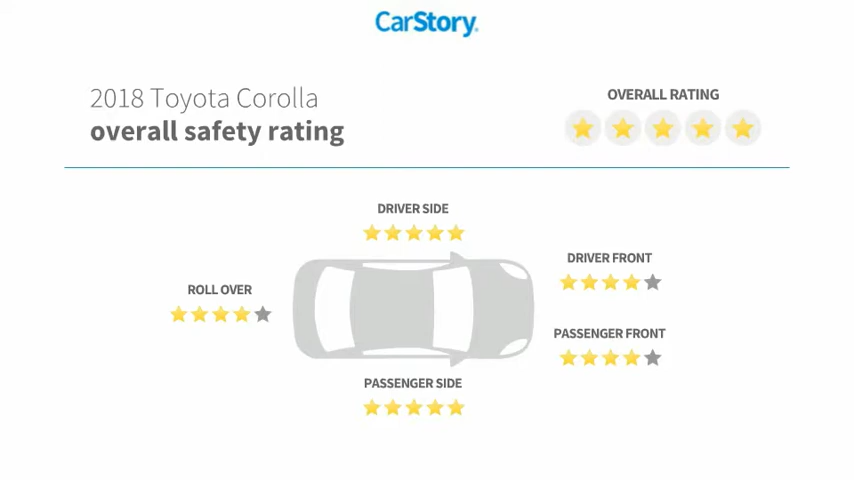 CarStory.
2018 Toyota Corolla
overall safety rating
OVERALL RATING
DRIVER SIDE
DRIVER FRONT
ROLL OVER
PASSENGER FRONT
PASSENGER SIDE